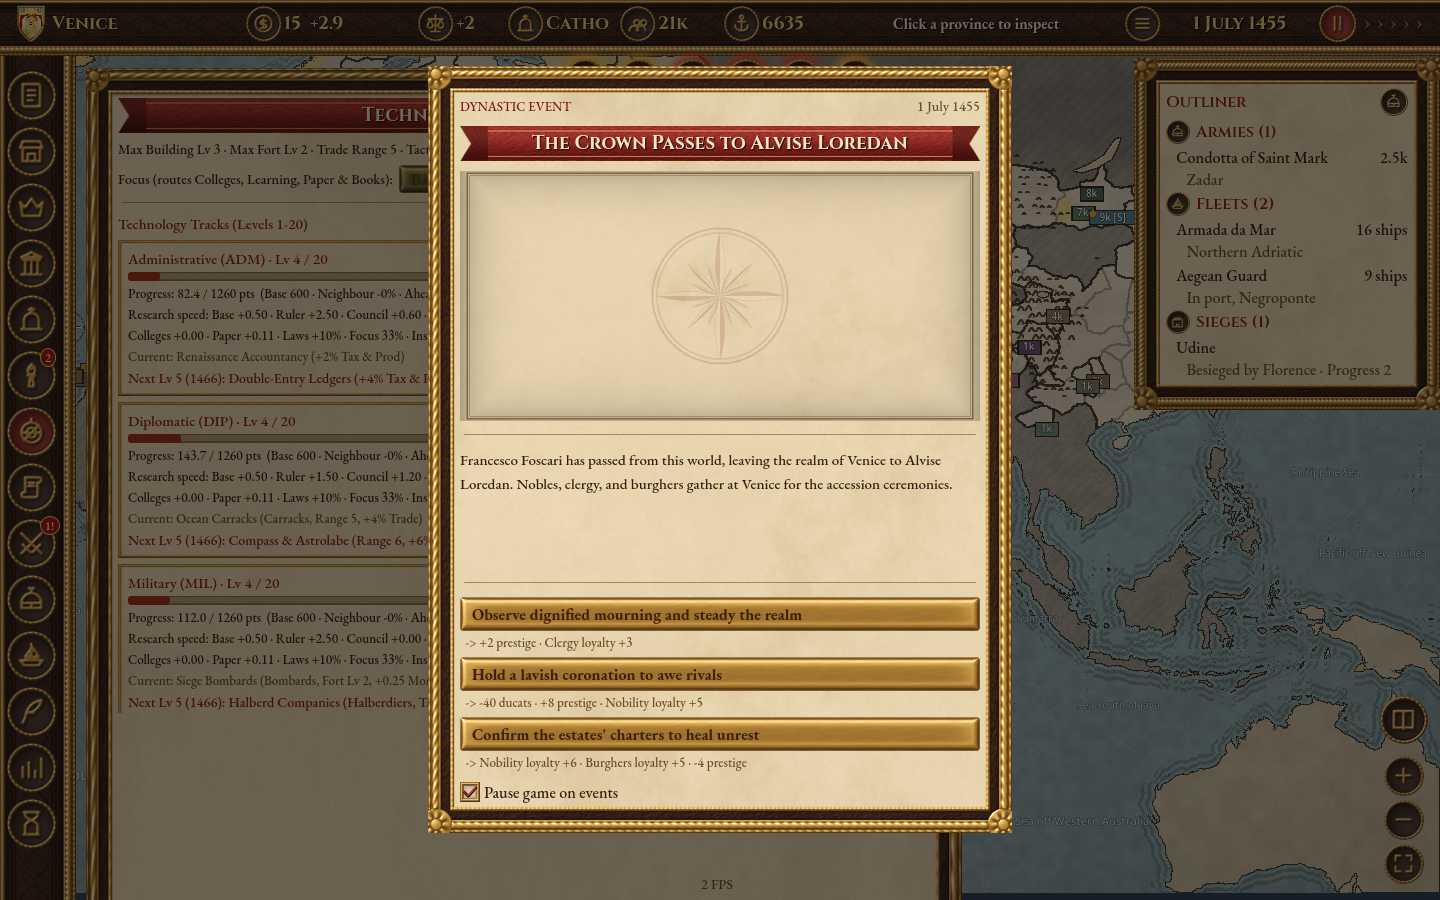 VENICE
15 +2.9
+2
CATHO
21K
6635
Click a province to inspect
1 JULY 1455
TECHN
Max Building Lv 3 · Max Fort Lv 2 · Trade Range 5 · Tact
Focus (routes Colleges, Learning, Paper & Books):
Technology Tracks (Levels 1-20)
Administrative (ADM) · Lv 4 / 20
Progress: 82.4 / 1260 pts (Base 600 · Neighbour -0% · Ahea
Research speed: Base +0.50 · Ruler +2.50 · Council +0.60 ·
Colleges +0.00 · Paper +0.11 · Laws +10% · Focus 33% · Ins
Current: Renaissance Accountancy (+2% Tax & Prod)
Next Lv 5 (1466): Double-Entry Ledgers (+4% Tax & P
Diplomatic (DIP) · Lv 4 / 20
Progress: 143.7 / 1260 pts (Base 600 · Neighbour -0% · Ahe
Research speed: Base +0.50 · Ruler +1.50 · Council +1.20 ·
Colleges +0.00 · Paper +0.11 · Laws +10% · Focus 33% · Ins
Current: Ocean Carracks (Carracks, Range 5, +4% Trade)
Next Lv 5 (1466): Compass & Astrolabe (Range 6, +6%
Military (MIL) · Lv 4 / 20
Progress: 112.0 / 1260 pts (Base 600 · Neighbour -0% · Ahe
Research speed: Base +0.50 · Ruler +2.50 · Council +0.00 ·
Colleges +0.00 · Paper +0.11 · Laws +10% · Focus 33% · Ins
Current: Siege Bombards (Bombards, Fort Lv 2, +0.25 Mor
Next Lv 5 (1466): Halberd Companies (Halberdiers, T
2
1!
DYNASTIC EVENT
1 July 1455
THE CROWN PASSES TO ALVISE LOREDAN
Francesco Foscari has passed from this world, leaving the realm of Venice to Alvise
Loredan. Nobles, clergy, and burghers gather at Venice for the accession ceremonies.
Observe dignified mourning and steady the realm
-> +2 prestige · Clergy loyalty +3
Hold a lavish coronation to awe rivals
-> -40 ducats · +8 prestige · Nobility loyalty +5
Confirm the estates' charters to heal unrest
-> Nobility loyalty +6 · Burghers loyalty +5 · -4 prestige
Pause game on events
2 FPS
OUTLINER
ARMIES (1)
Condotta of Saint Mark 2.5k
Zadar
FLEETS (2)
Armada da Mar 16 ships
Northern Adriatic
Aegean Guard 9 ships
In port, Negroponte
SIEGES (1)
Udine
Besieged by Florence · Progress 2
8k
7k
9k [S]
4k
1k
1k
1k
Philippine Sea
Pacific off New Guinea
Sea South of Java
Sea off Western Australia